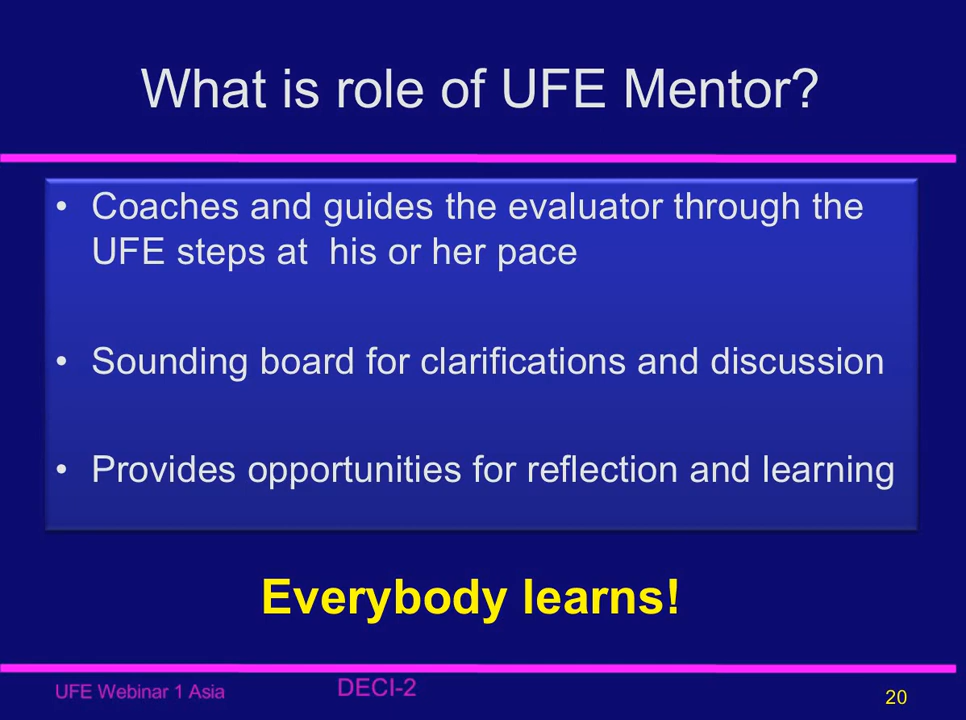 What is role of UFE Mentor?
• Coaches and guides the evaluator through the
UFE steps at  his or her pace
• Sounding board for clarifications and discussion
• Provides opportunities for reflection and learning
Everybody learns!
UFE Webinar 1 Asia
DECI-2
20